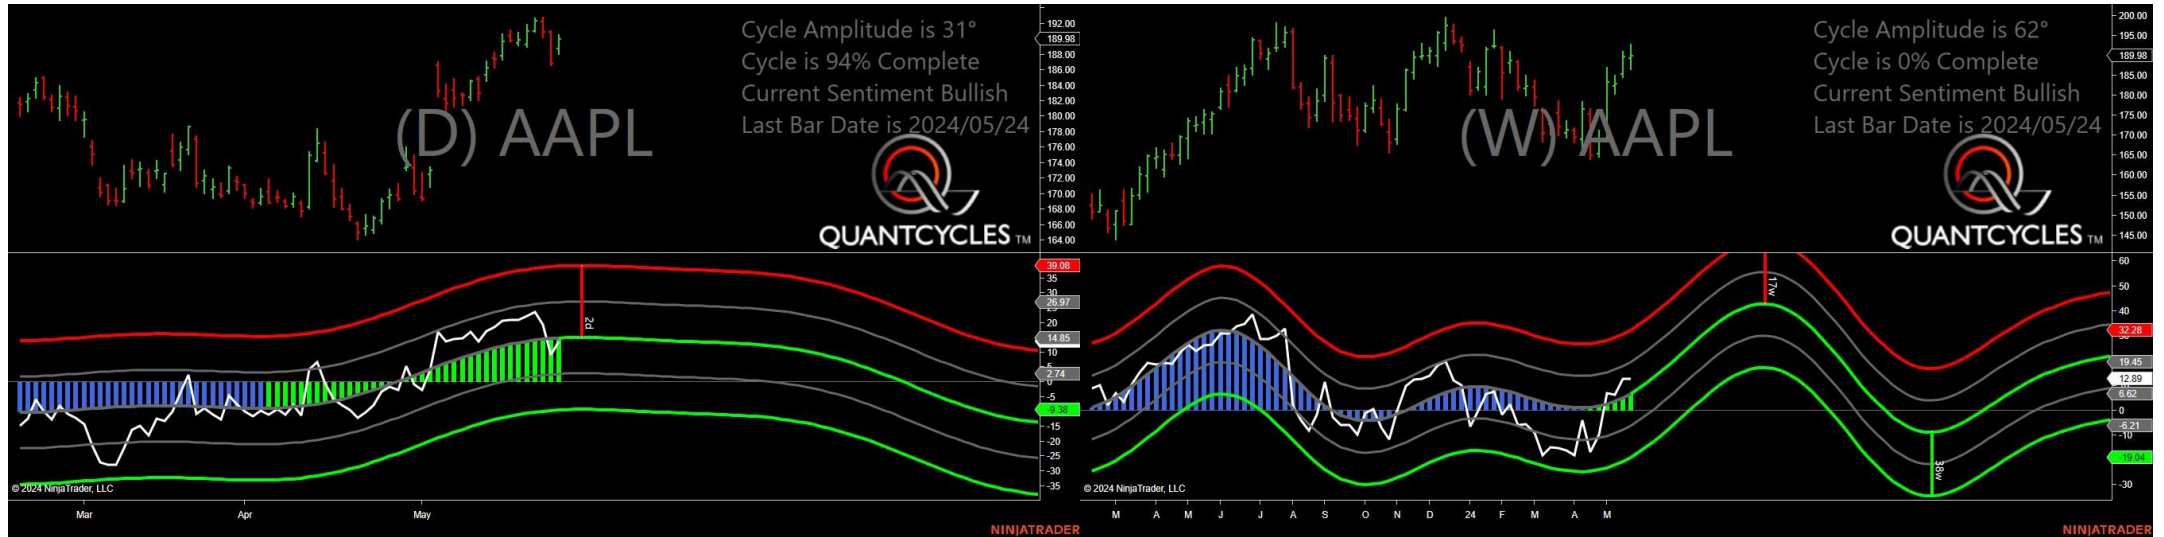 Cycle Amplitude is 31°
Cycle is 94% Complete
Current Sentiment Bullish
Last Bar Date is 2024/05/24
(D) AAPL
QUANTCYCLES TM
192.00
189.98
188.00
186.00
184.00
182.00
180.00
178.00
176.00
174.00
172.00
170.00
168.00
166.00
164.00
39.08
35
30
26.97
20
14.85
10
2.74
0
-5
-9.38
-15
-20
-25
-30
-35
2d
© 2024 NinjaTrader, LLC
Mar Apr May
NINJATRADER
Cycle Amplitude is 62°
Cycle is 0% Complete
Current Sentiment Bullish
Last Bar Date is 2024/05/24
(W) AAPL
QUANTCYCLES TM
200.00
195.00
189.98
185.00
180.00
175.00
170.00
165.00
160.00
155.00
150.00
145.00
60
50
40
32.28
19.45
12.89
6.62
0
-6.21
-10
-19.04
-30
17w
38w
© 2024 NinjaTrader, LLC
M A M J J A S O N D 24 F M A M
NINJATRADER